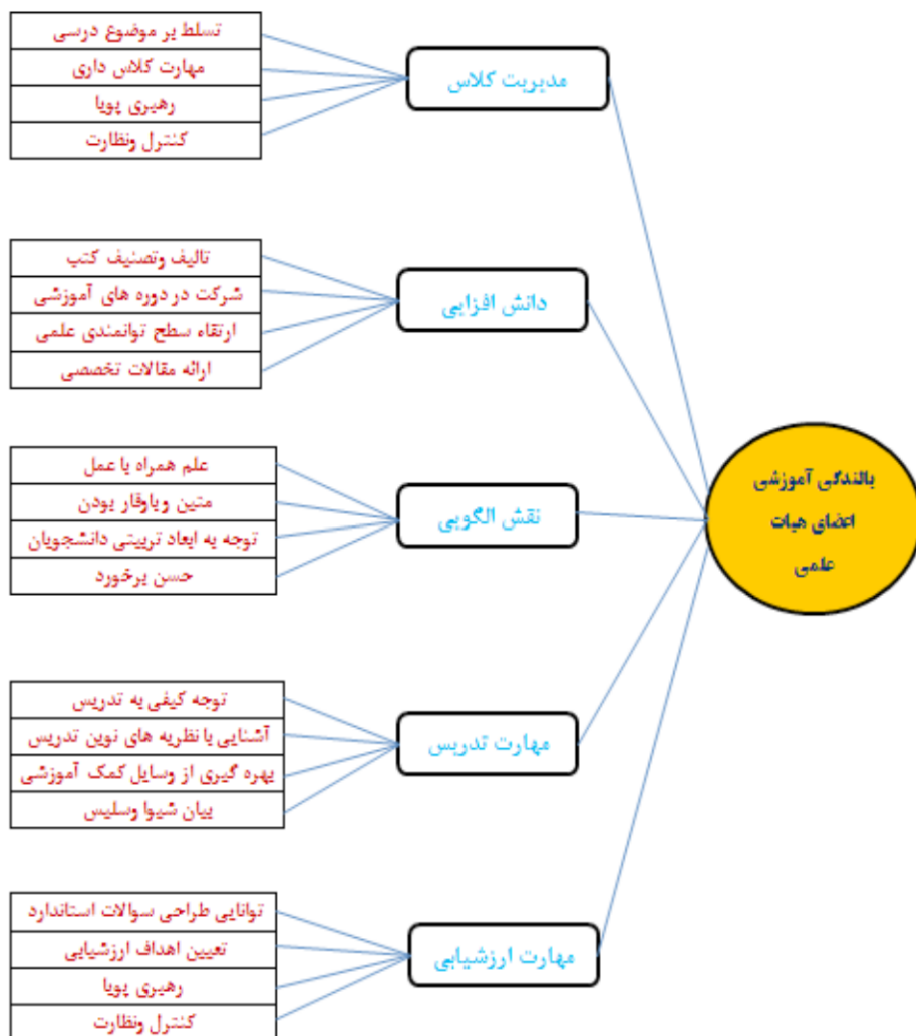 بالندگی آموزشی
اعضای هیات
علمی
مدیریت کلاس
تسلط بر موضوع درسی
مهارت کلاس داری
رهبری پویا
کنترل ونظارت
دانش افزایی
تالیف وتصنیف کتب
شرکت در دوره های آموزشی
ارتقاء سطح توانمندی علمی
ارائه مقالات تخصصی
نقش الگویی
علم همراه با عمل
متین وباوقار بودن
توجه به ابعاد تربیتی دانشجویان
حسن برخورد
مهارت تدریس
توجه کیفی به تدریس
آشنایی با نظریه های نوین تدریس
بهره گیری از وسایل کمک آموزشی
بیان شیوا وسلیس
مهارت ارزشیابی
توانایی طراحی سوالات استاندارد
تعیین اهداف ارزشیابی
رهبری پویا
کنترل ونظارت